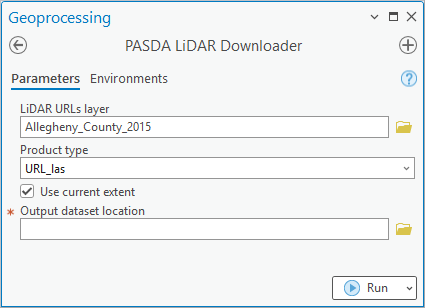 Geoprocessing
PASDA LiDAR Downloader
Parameters Environments
?
LiDAR URLs layer
Allegheny_County_2015
Product type
URL_las
Use current extent
* Output dataset location
Run